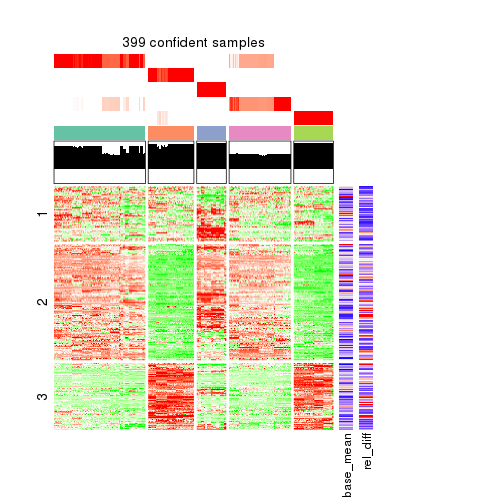 399 confident samples
1
2
3
base_mean
rel_diff